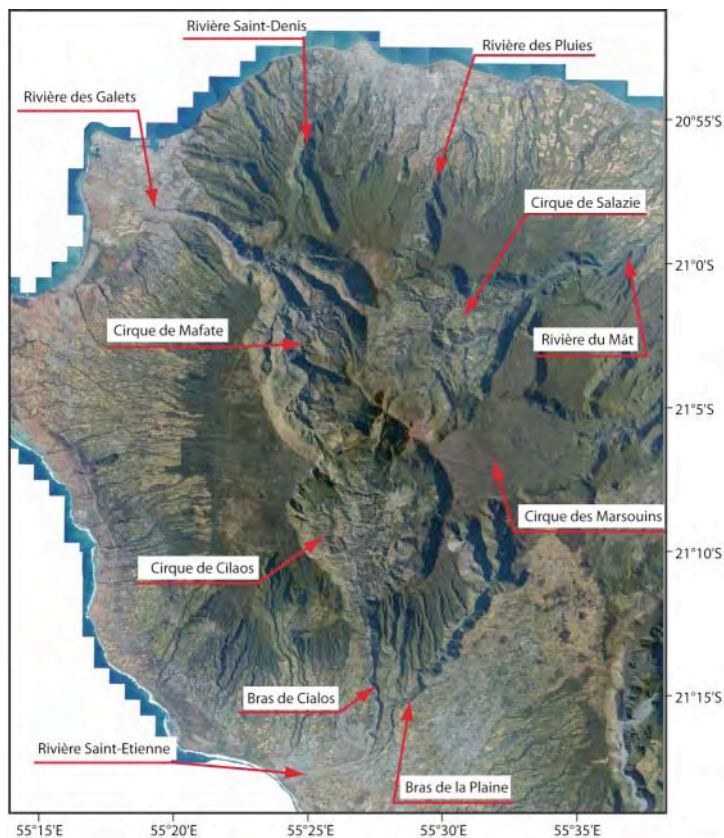 Rivière Saint-Denis
Rivière des Pluies
Rivière des Galets
20°55'S
Cirque de Salazie
21°0'S
Cirque de Mafate
Rivière du Mât
21°5'S
Cirque des Marsouins
21°10'S
Cirque de Cilaos
Bras de Cialos
21°15'S
Rivière Saint-Etienne
Bras de la Plaine
55°15'E 55°20'E 55°25'E 55°30'E 55°35'E